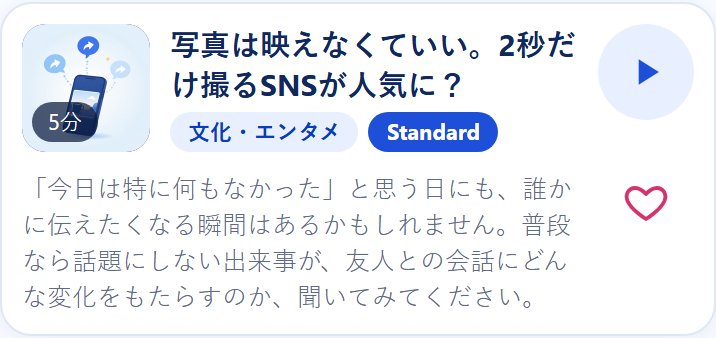 写真は映えなくていい。2秒だ
け撮るSNSが人気に？
5分
文化・エンタメ
Standard
「今日は特に何もなかった」と思う日にも、誰か
に伝えたくなる瞬間はあるかもしれません。普段
なら話題にしない出来事が、友人との会話にどん
な変化をもたらすのか、聞いてみてください。